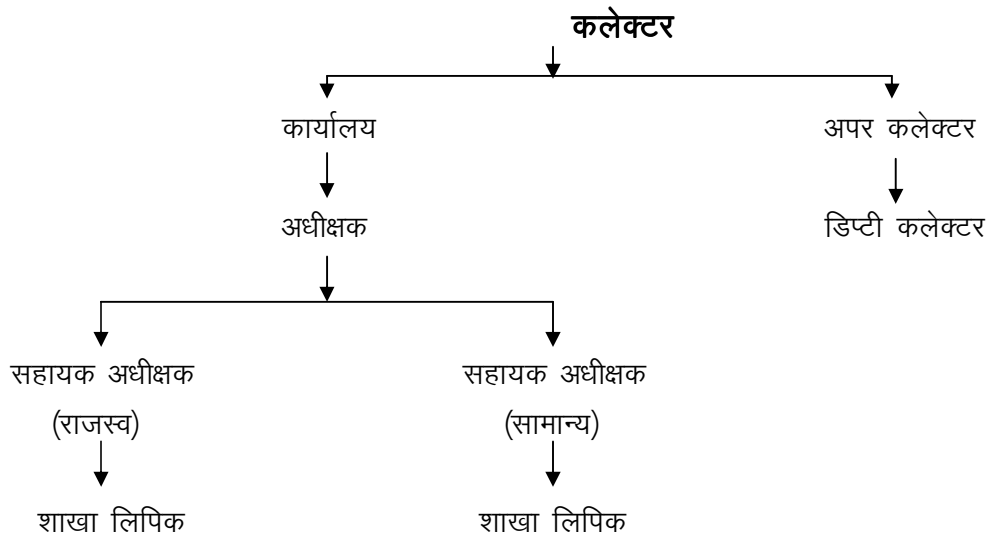 कलेक्टर
कार्यालय
अपर कलेक्टर
अधीक्षक
डिप्टी कलेक्टर
सहायक अधीक्षक
(राजस्व)
सहायक अधीक्षक
(सामान्य)
शाखा लिपिक
शाखा लिपिक